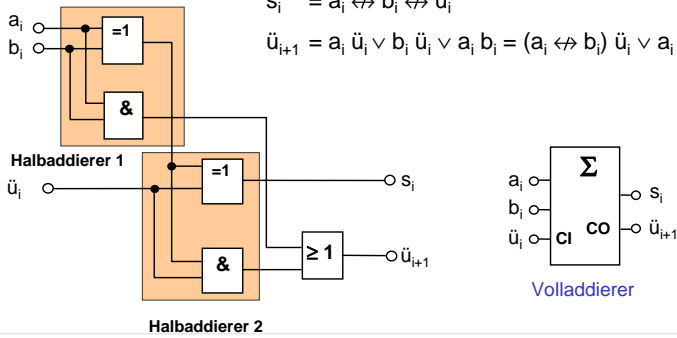 sᵢ = aᵢ ↮ bᵢ ↮ üᵢ
üᵢ₊₁ = aᵢ üᵢ ∨ bᵢ üᵢ ∨ aᵢ bᵢ = (aᵢ ↮ bᵢ) üᵢ ∨ aᵢ
aᵢ
bᵢ
=1
&
Halbaddierer 1
üᵢ
=1
sᵢ
&
≥ 1
üᵢ₊₁
Halbaddierer 2
Σ
aᵢ
bᵢ
üᵢ
CI
CO
sᵢ
üᵢ₊₁
Volladdierer